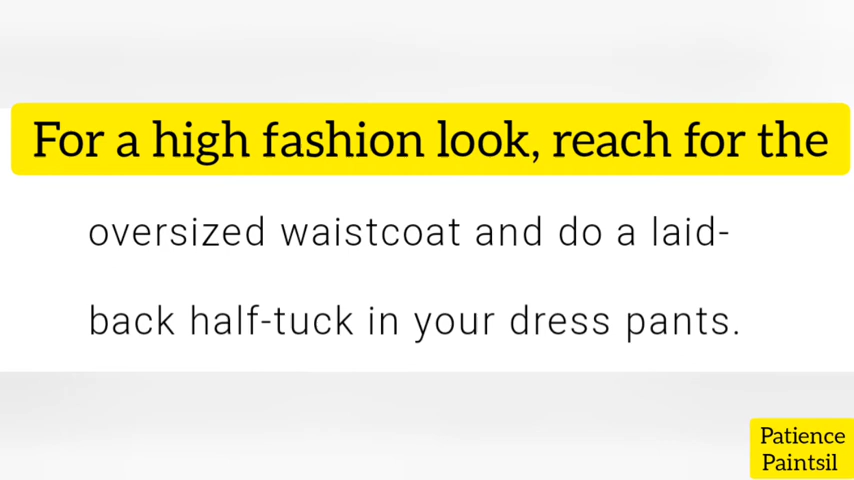 For a high fashion look, reach for the
oversized waistcoat and do a laid-
back half-tuck in your dress pants.
Patience
Paintsil